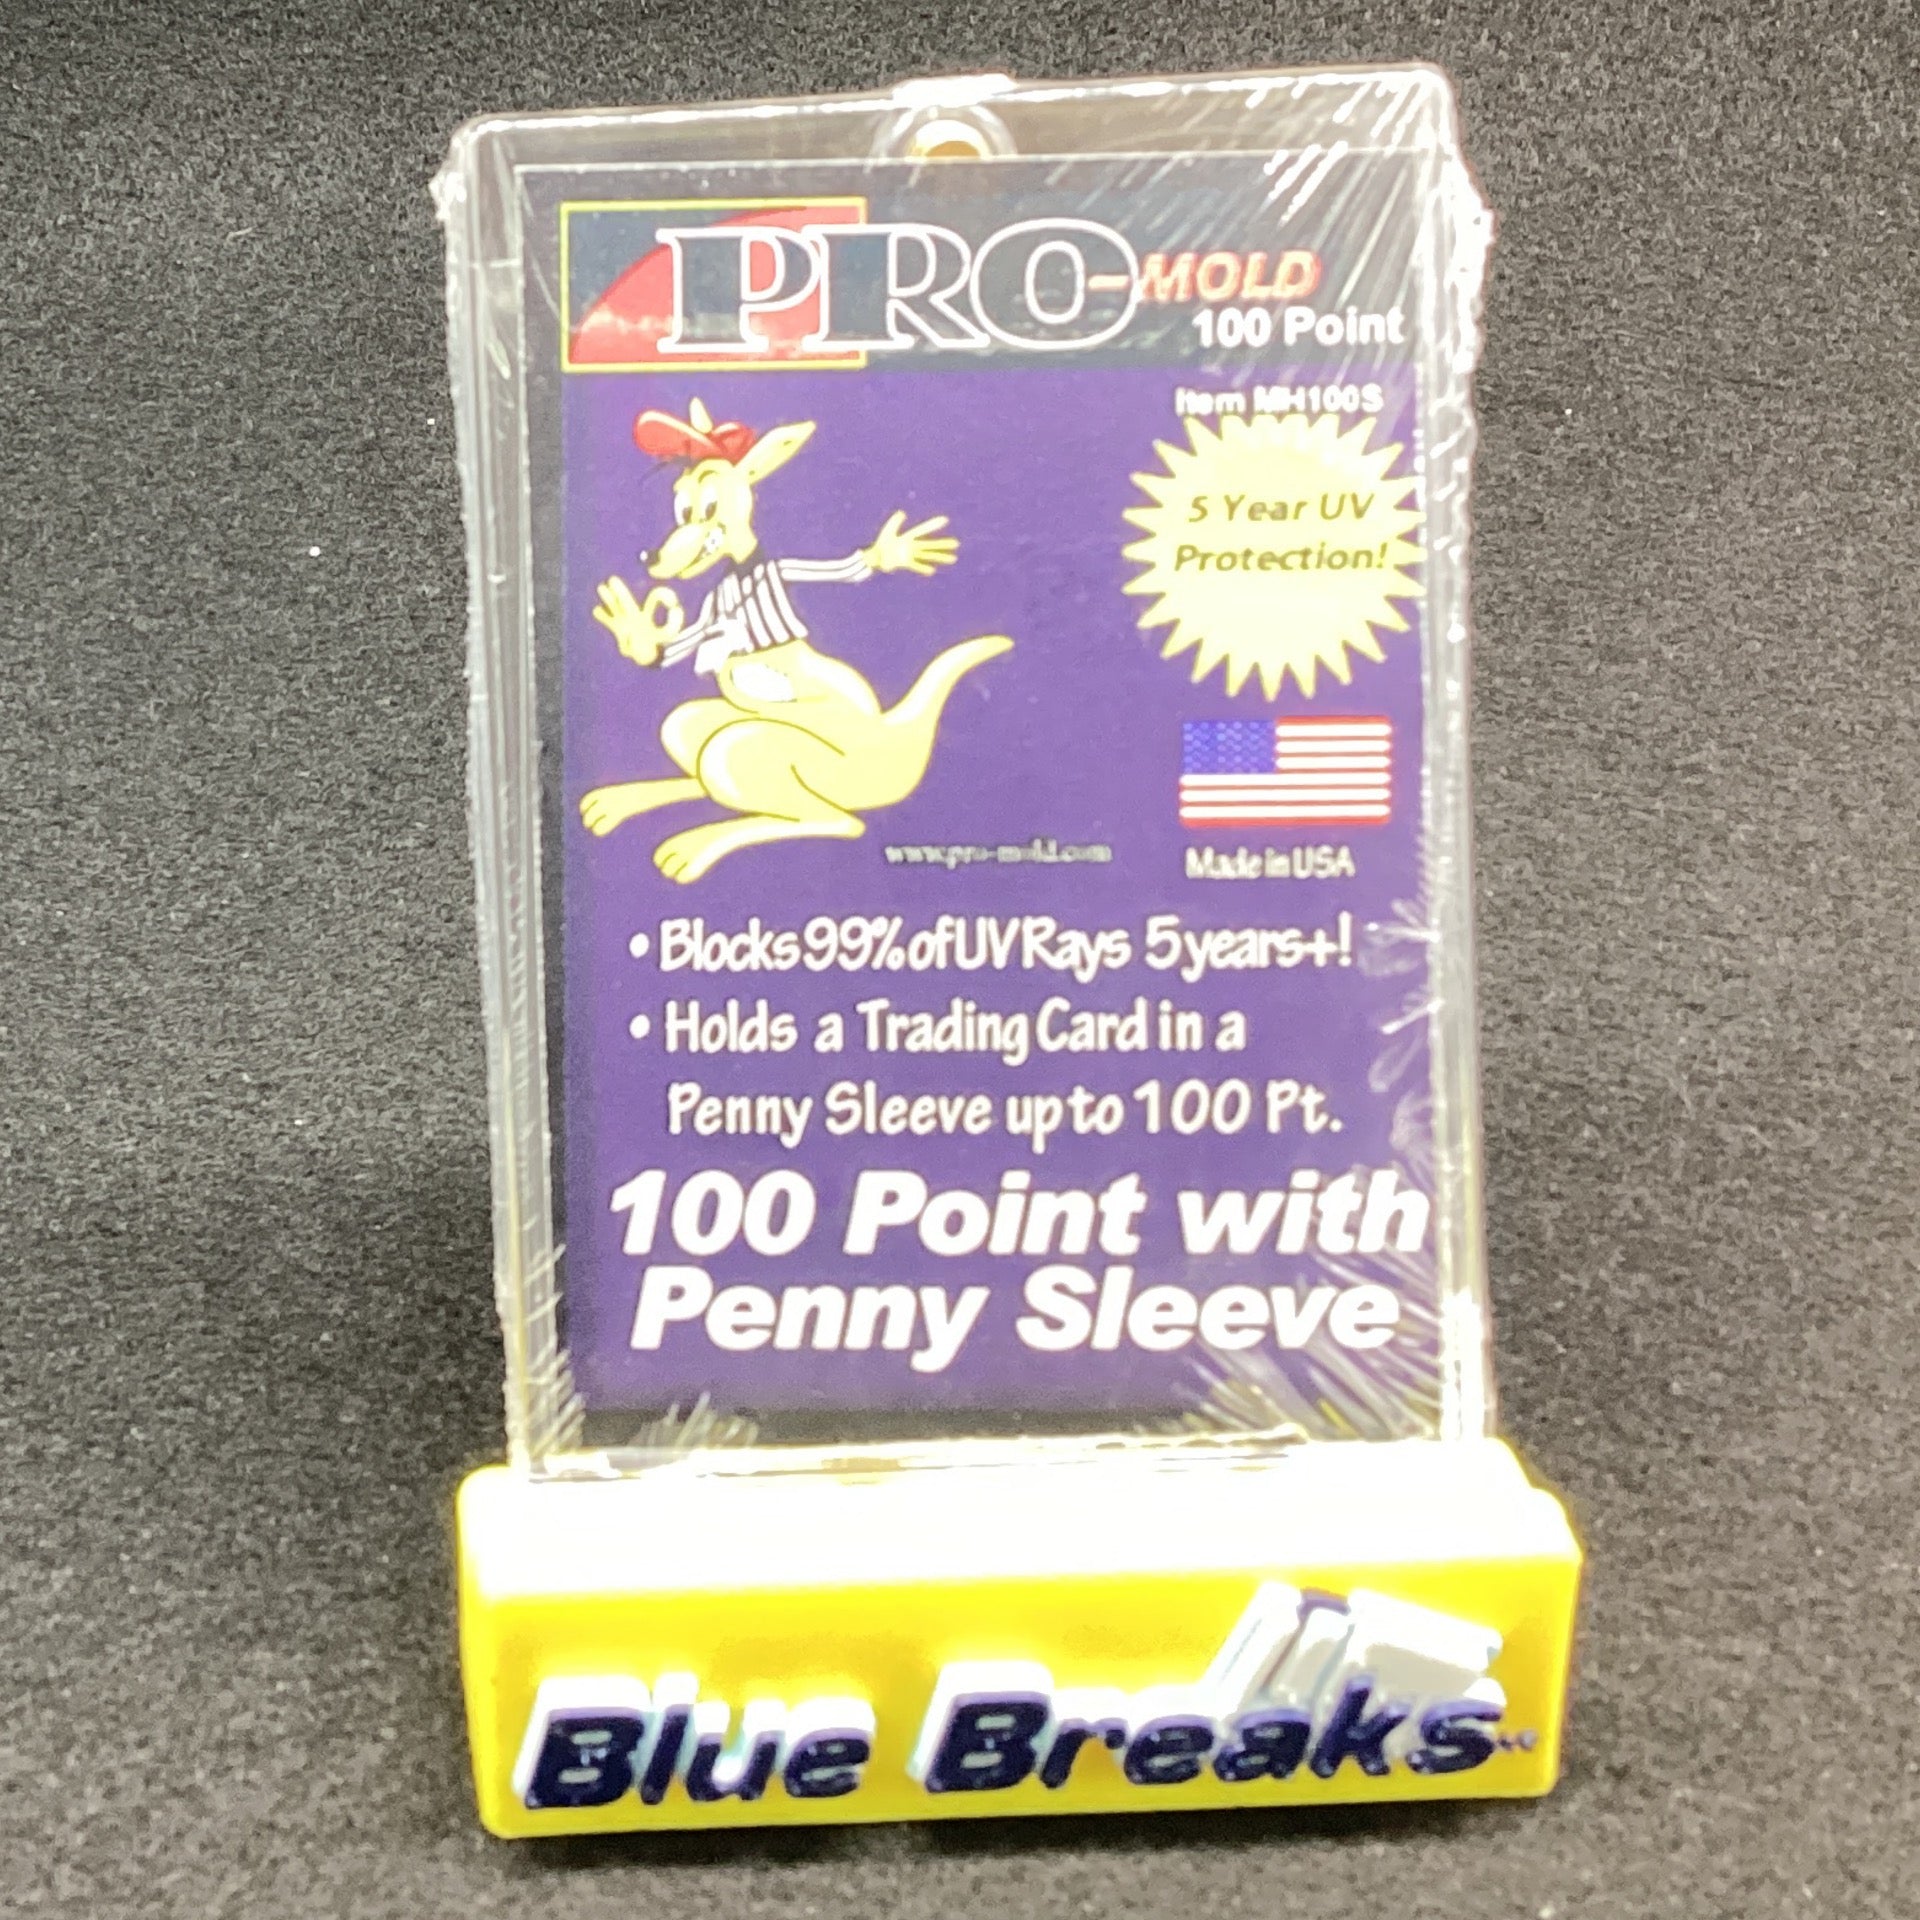 PRO-MOLD
100 Point
Item MH100S
5 Year UV
Protection!
www.pro-mold.com
Made in USA
• Blocks 99% of UV Rays 5 years+!
• Holds a Trading Card in a
Penny Sleeve up to 100 Pt.
100 Point with
Penny Sleeve
Blue Breaks